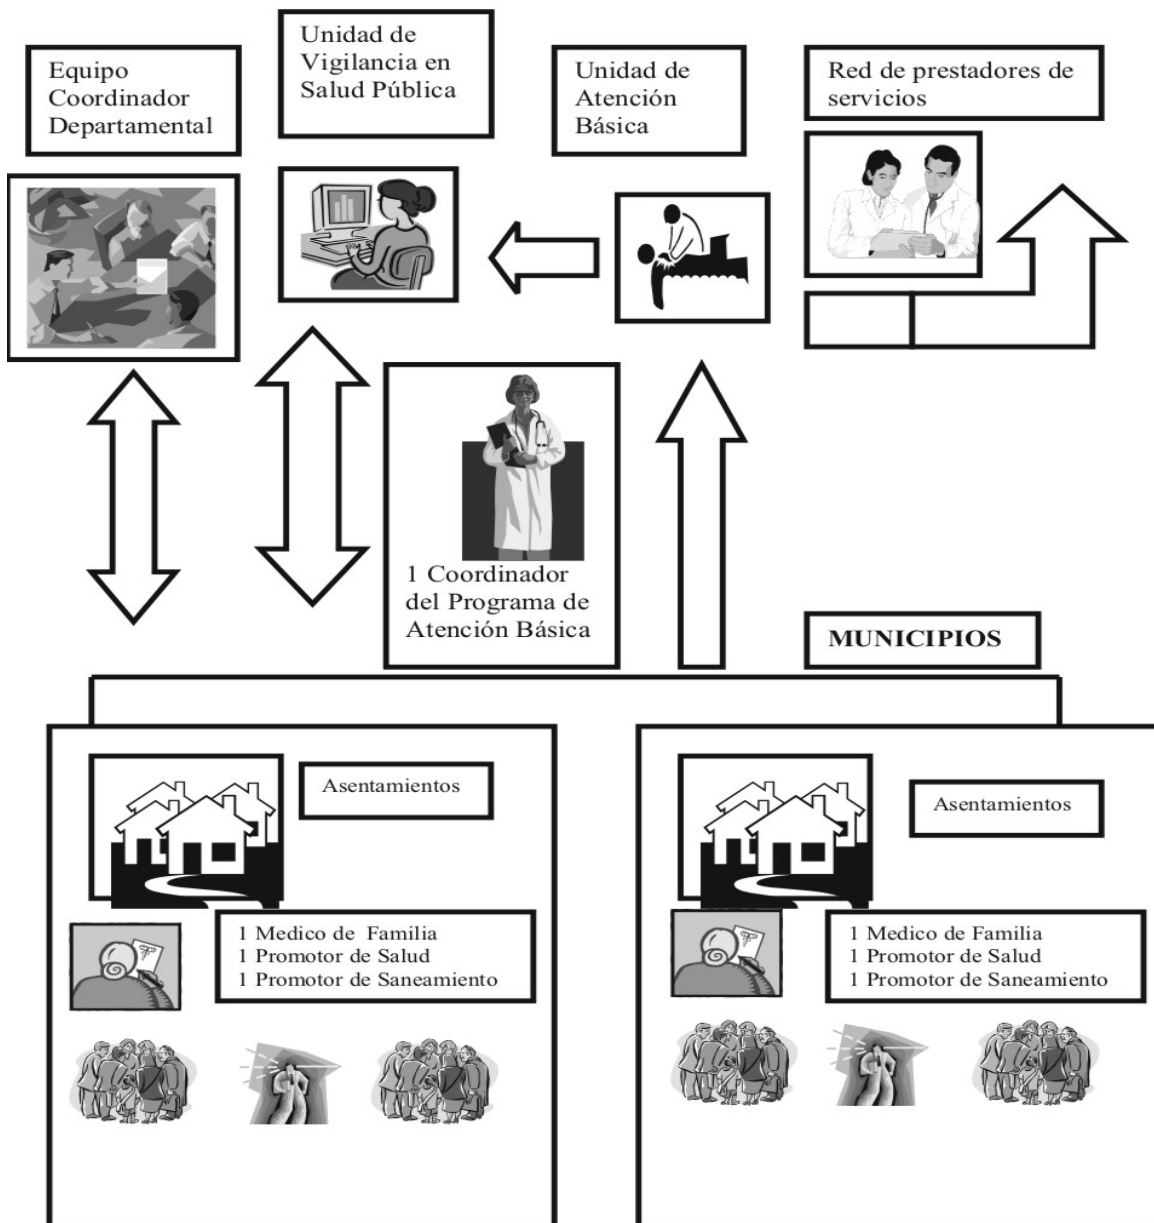 Equipo
Coordinador
Departamental
Unidad de
Vigilancia en
Salud Pública
Unidad de
Atención
Básica
Red de prestadores de
servicios
1 Coordinador
del Programa de
Atención Básica
MUNICIPIOS
Asentamientos
1 Medico de Familia
1 Promotor de Salud
1 Promotor de Saneamiento
Asentamientos
1 Medico de Familia
1 Promotor de Salud
1 Promotor de Saneamiento